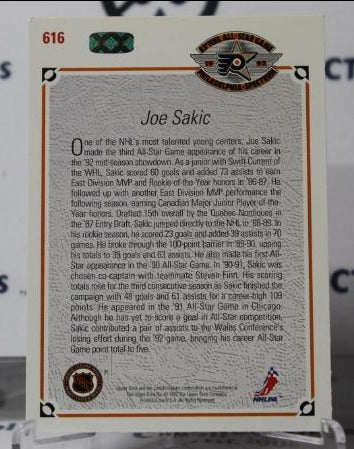 616
43rd NHL ALL-STAR GAME
19 92
PHILADELPHIA-SPECTRUM
Joe Sakic
One of the NHL's most talented young centers, Joe Sakic
made the third All-Star Game appearance of his career in
the '92 mid-season showdown. As a junior with Swift Current of
the WHL, Sakic scored 60 goals and added 73 assists to earn
East Division MVP and Rookie-of-the-Year honors in '86-87. He
followed up with another East Division MVP performance the
following season, earning Canadian Major Junior Player-of-the-
Year honors. Drafted 15th overall by the Quebec Nordiques in
the '87 Entry Draft, Sakic jumped directly to the NHL in '88-89. In
his rookie season, he scored 23 goals and added 39 assists in 70
games. He broke through the 100-point barrier in '89-90, upping
his totals to 39 goals and 63 assists. He also made his first All-
Star appearance in the '90 All-Star Game. In '90-91, Sakic was
chosen co-captain with teammate Steven Finn. His scoring
totals rose for the third consecutive season as Sakic finished the
campaign with 48 goals and 61 assists for a career-high 109
points. He appeared in the '91 All-Star Game in Chicago.
Although he has yet to score a goal in All-Star competition,
Sakic contributed a pair of assists to the Wales Conference's
losing effort during the '92 game, bringing his career All-Star
Game point total to five.
NHLPA